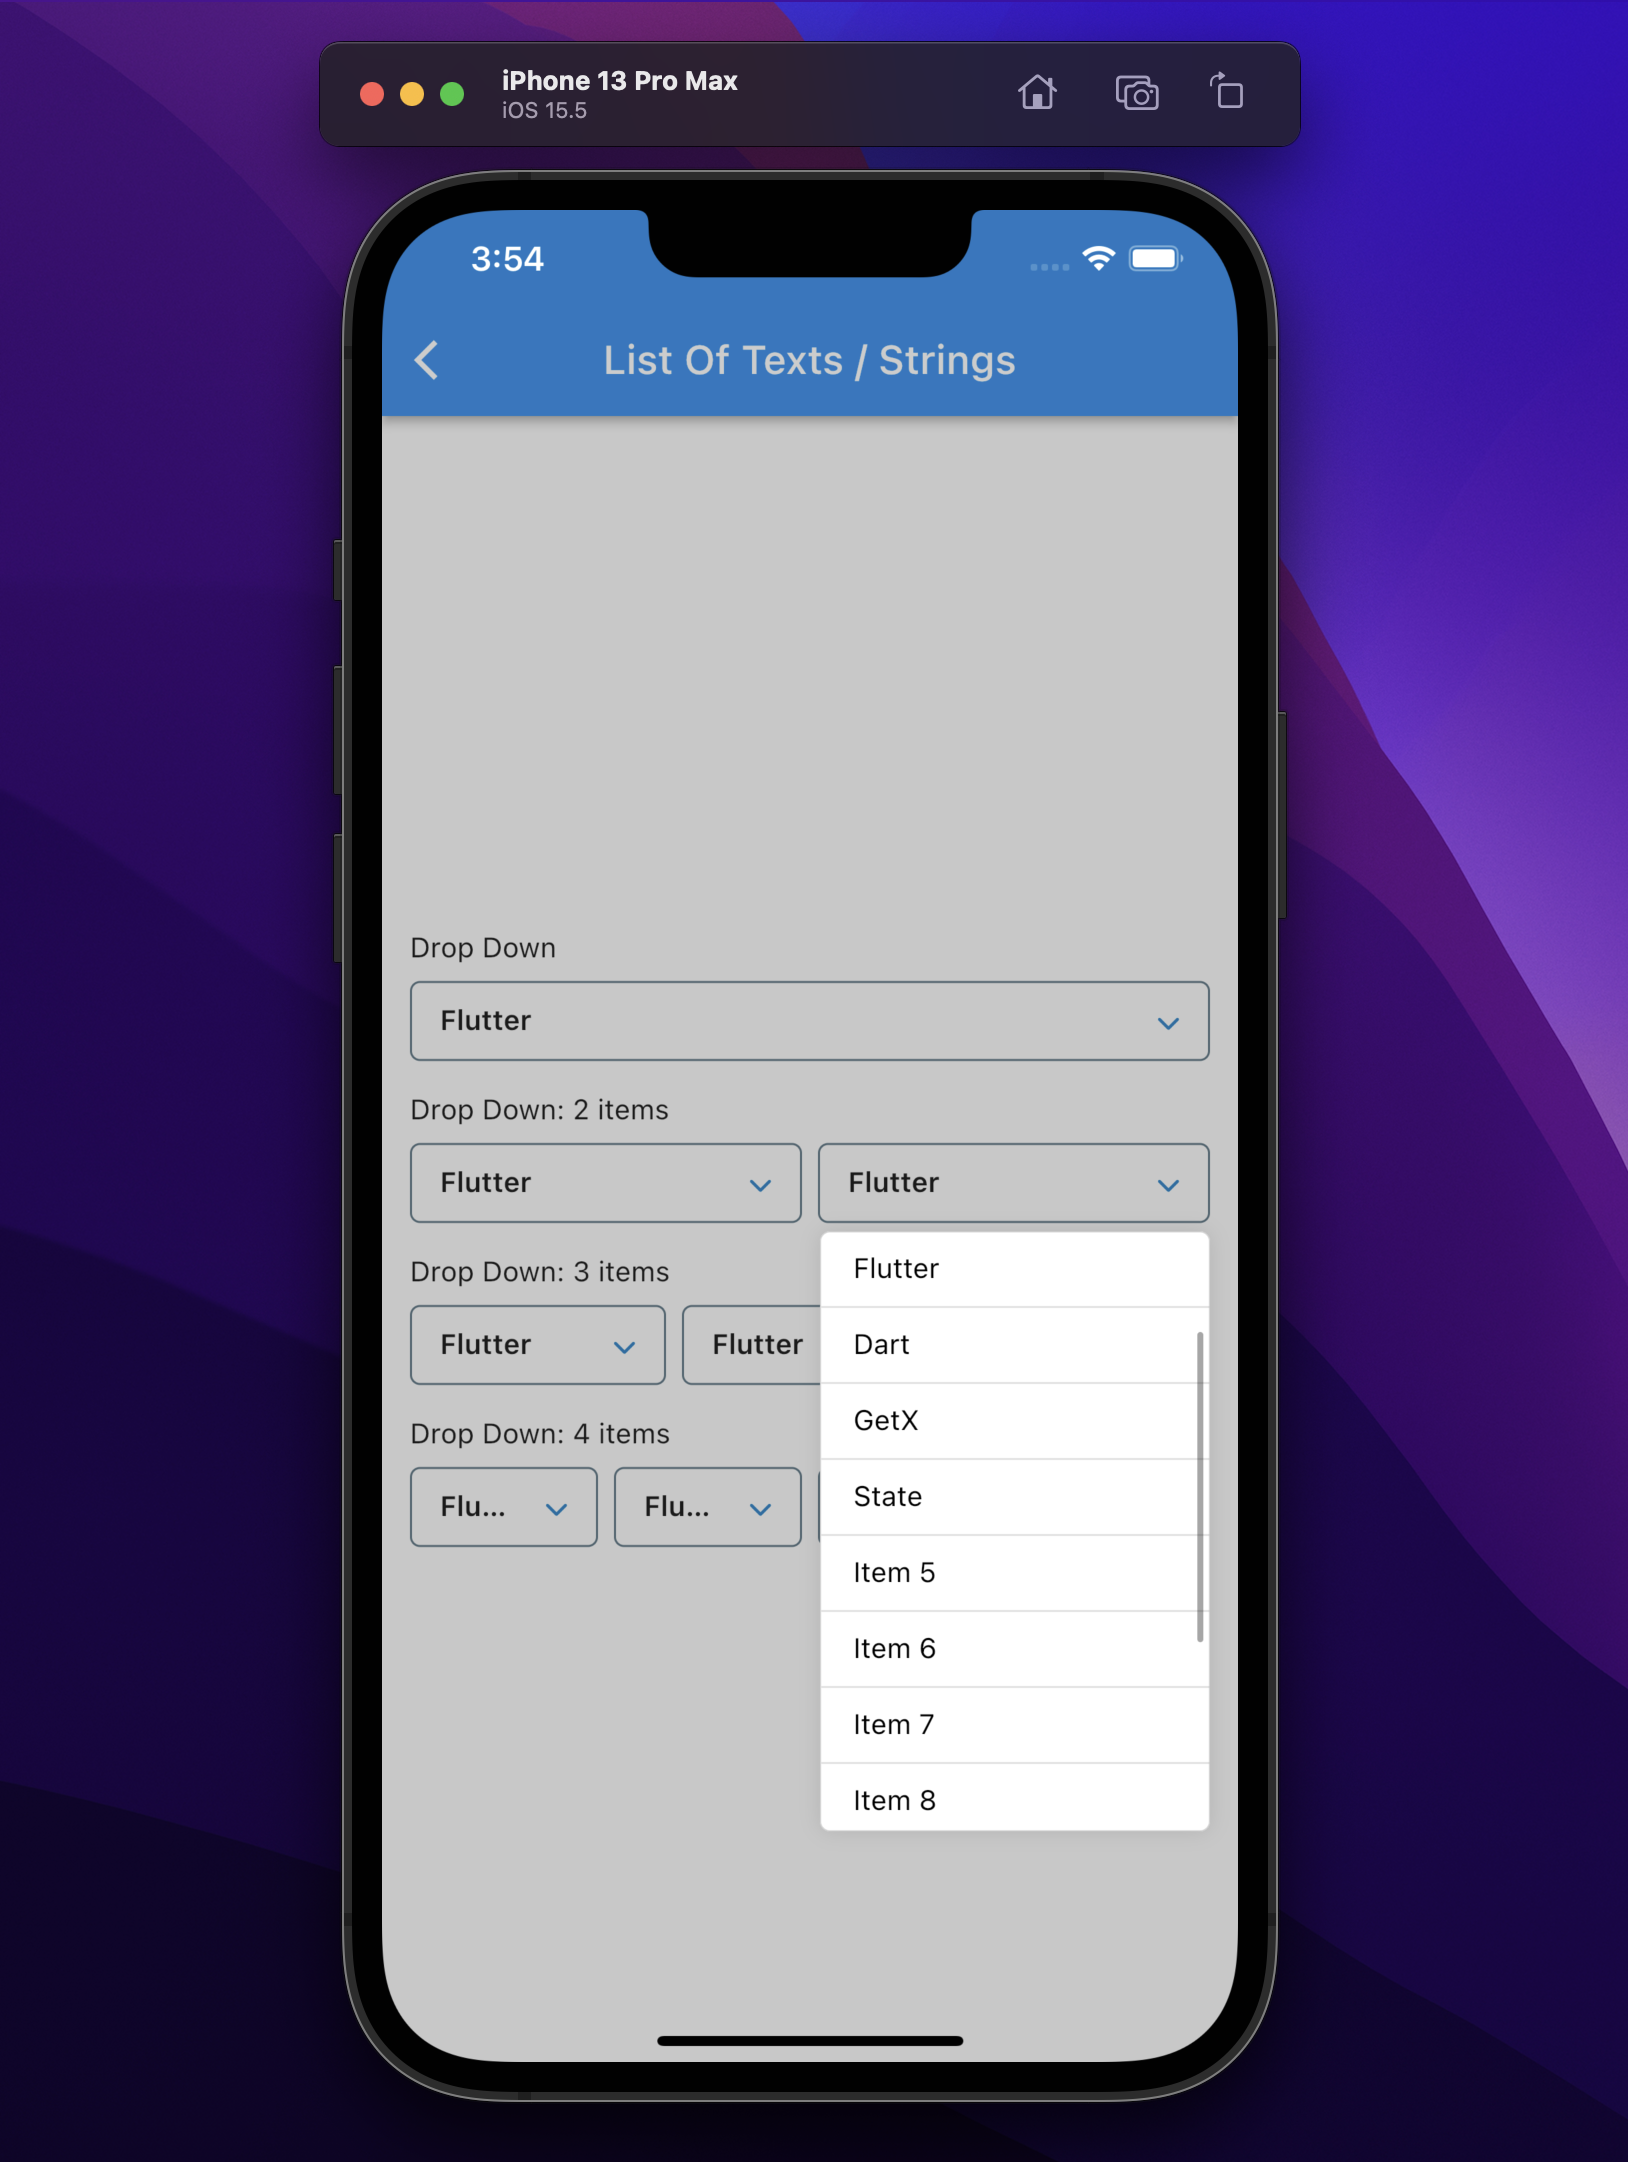 iPhone 13 Pro Max
iOS 15.5
3:54
List Of Texts / Strings
Drop Down
Flutter
Drop Down: 2 items
Flutter Flutter
Drop Down: 3 items
Flutter Flutter
Drop Down: 4 items
Flu... Flu...
Flutter
Dart
GetX
State
Item 5
Item 6
Item 7
Item 8